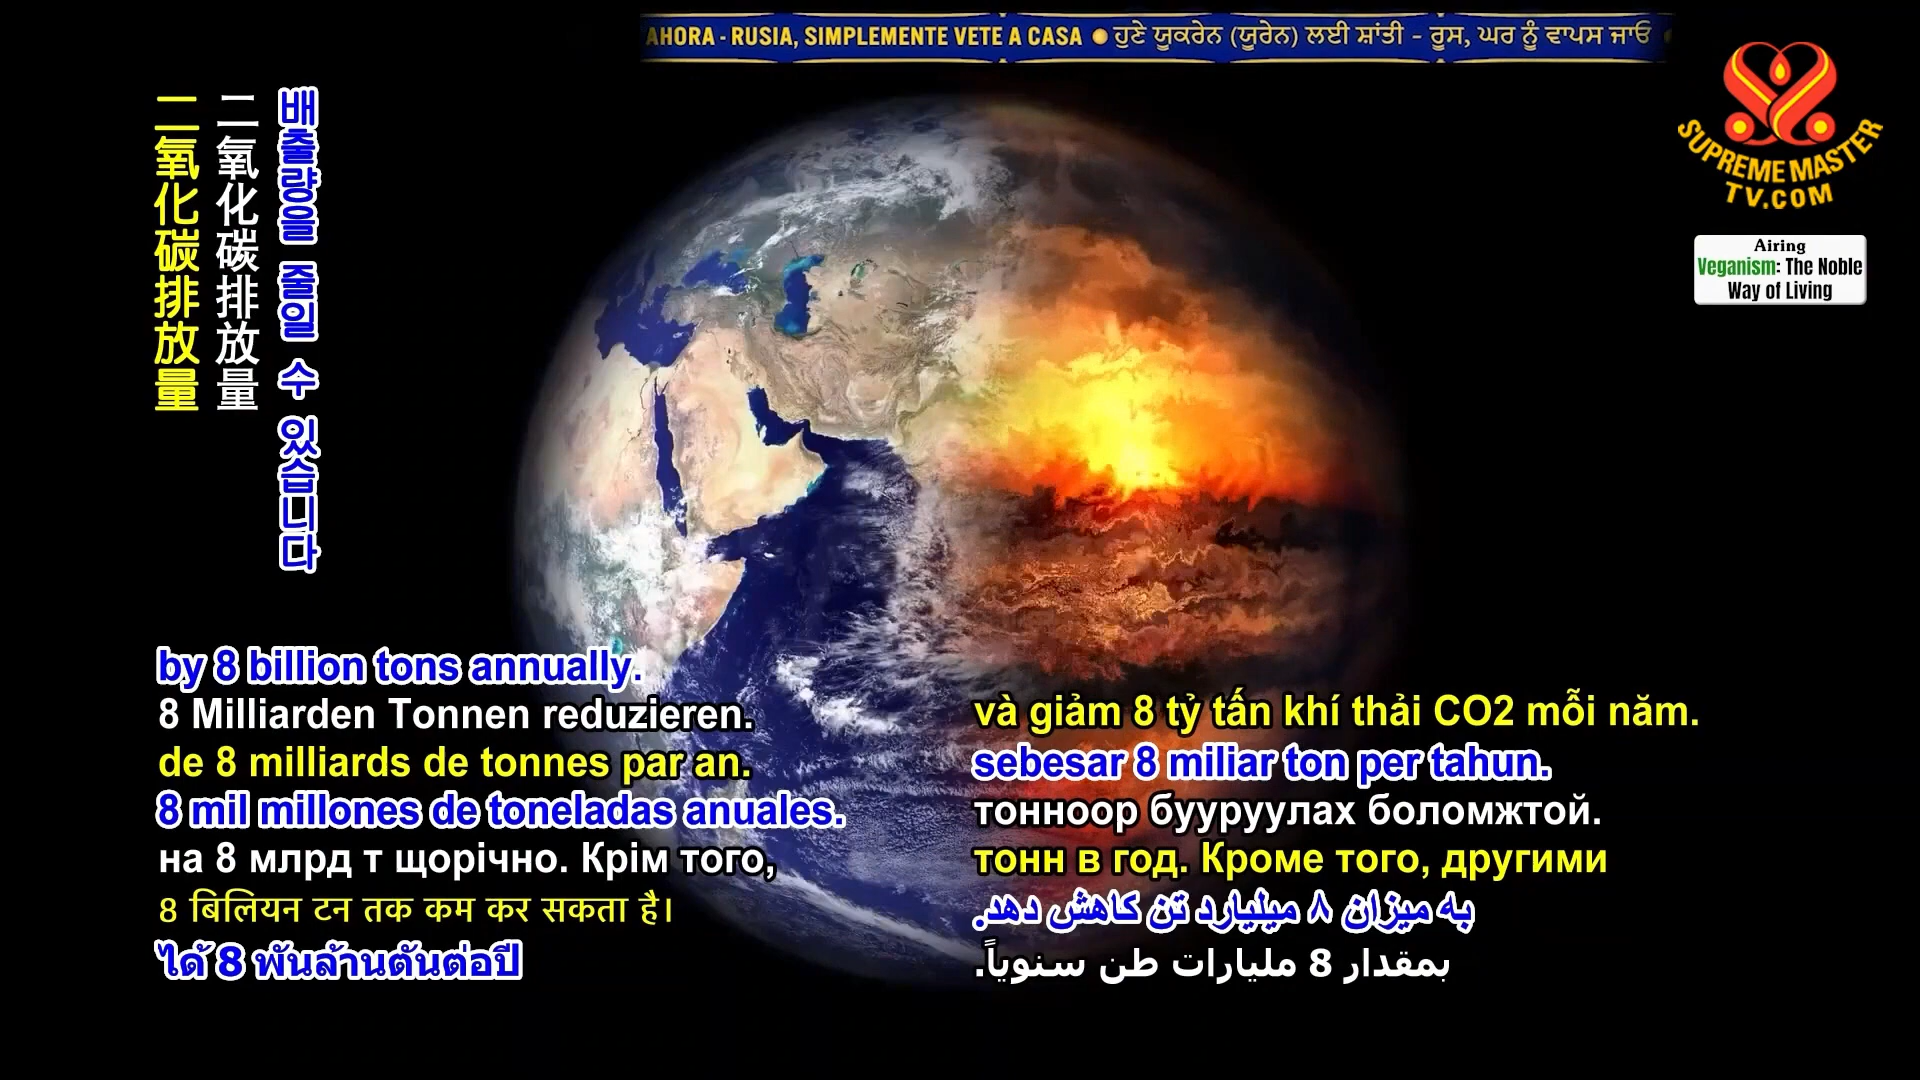 AHORA - RUSIA, SIMPLEMENTE VETE A CASA ਹੁਣੇ ਯੂਕਰੇਨ (ਯੂਰੇਨ) ਲਈ ਸ਼ਾਂਤੀ - ਰੂਸ, ਘਰ ਨੂੰ ਵਾਪਸ ਜਾਓ
SUPREME MASTER
TV.COM
Airing
Veganism: The Noble
Way of Living
배출량을 줄일 수 있습니다
二氧化碳排放量
二氧化碳排放量
by 8 billion tons annually.
8 Milliarden Tonnen reduzieren.
de 8 milliards de tonnes par an.
8 mil millones de toneladas anuales.
на 8 млрд т щорічно. Крім того,
8 बिलियन टन तक कम कर सकता है।
ได้ 8 พันล้านตันต่อปี
và giảm 8 tỷ tấn khí thải CO2 mỗi năm.
sebesar 8 miliar ton per tahun.
тонноор бууруулах боломжтой.
тонн в год. Кроме того, другими
به میزان ۸ میلیارد تن کاهش دهد.
بمقدار 8 مليارات طن سنوياً.